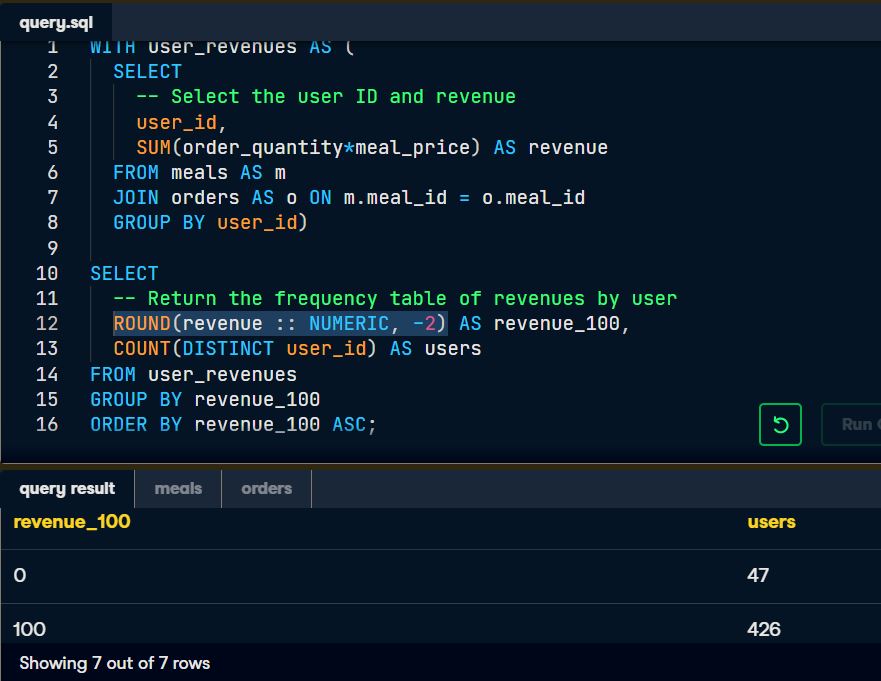 query.sql
1 WITH user_revenues AS (
2 SELECT
3 -- Select the user ID and revenue
4 user_id,
5 SUM(order_quantity*meal_price) AS revenue
6 FROM meals AS m
7 JOIN orders AS o ON m.meal_id = o.meal_id
8 GROUP BY user_id)
9
10 SELECT
11 -- Return the frequency table of revenues by user
12 ROUND(revenue :: NUMERIC, -2) AS revenue_100,
13 COUNT(DISTINCT user_id) AS users
14 FROM user_revenues
15 GROUP BY revenue_100
16 ORDER BY revenue_100 ASC;
Run
query result meals orders
revenue_100 users
0 47
100 426
Showing 7 out of 7 rows